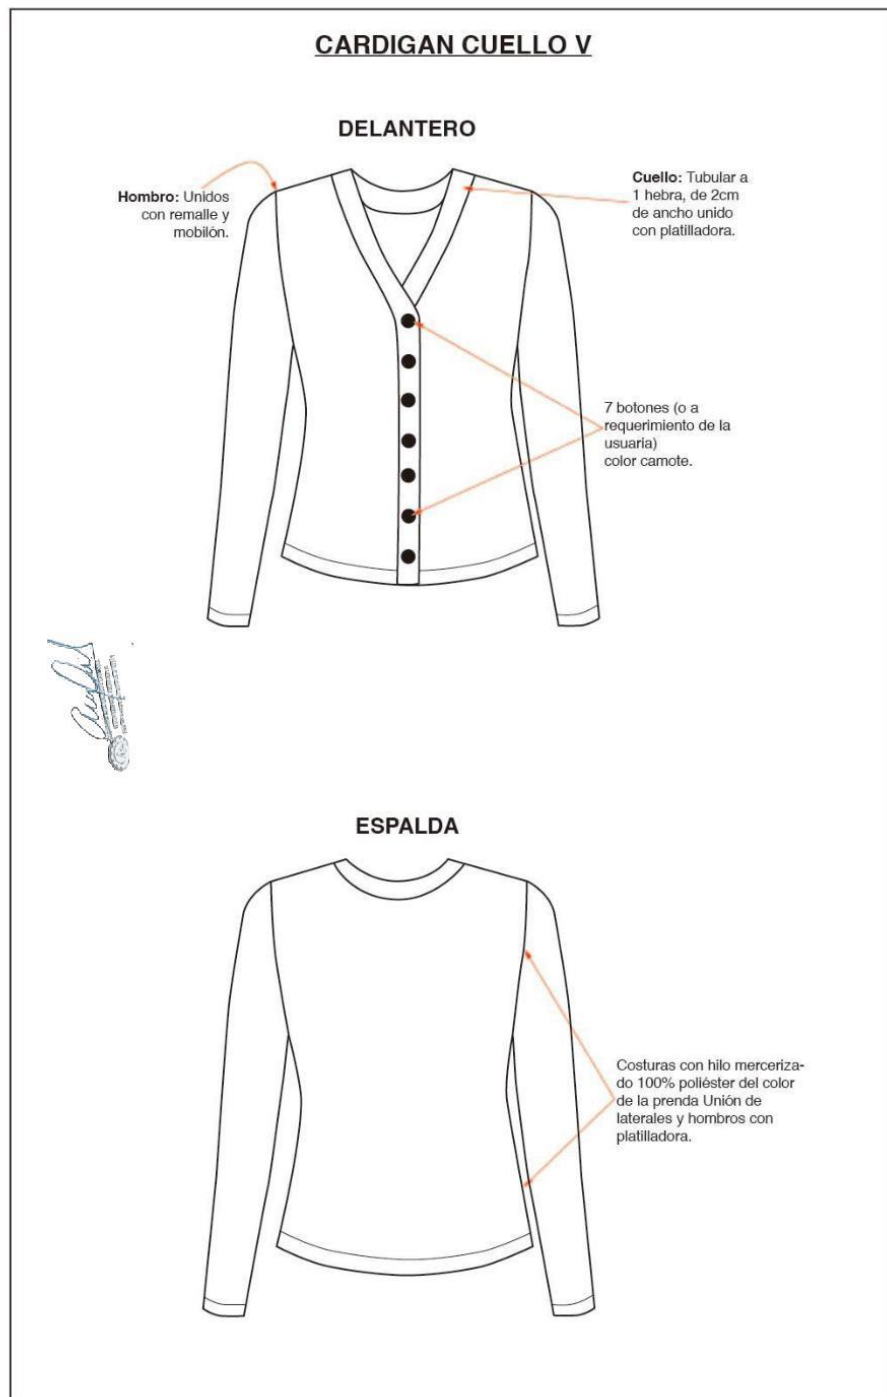 CARDIGAN CUELLO V
DELANTERO
Hombro: Unidos
con remalle y
mobilón.
Cuello: Tubular a
1 hebra, de 2cm
de ancho unido
con platilladora.
7 botones (o a
requerimiento de la
usuaria)
color camote.
ESPALDA
Costuras con hilo merceriza-
do 100% poliéster del color
de la prenda Unión de
laterales y hombros con
platilladora.